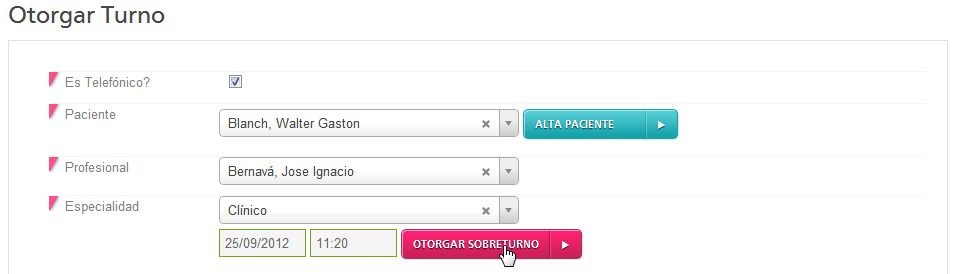 Otorgar Turno
Es Telefónico?
Paciente
Blanch, Walter Gaston
ALTA PACIENTE
Profesional
Bernavá, Jose Ignacio
Especialidad
Clínico
25/09/2012 11:20 OTORGAR SOBRETURNO